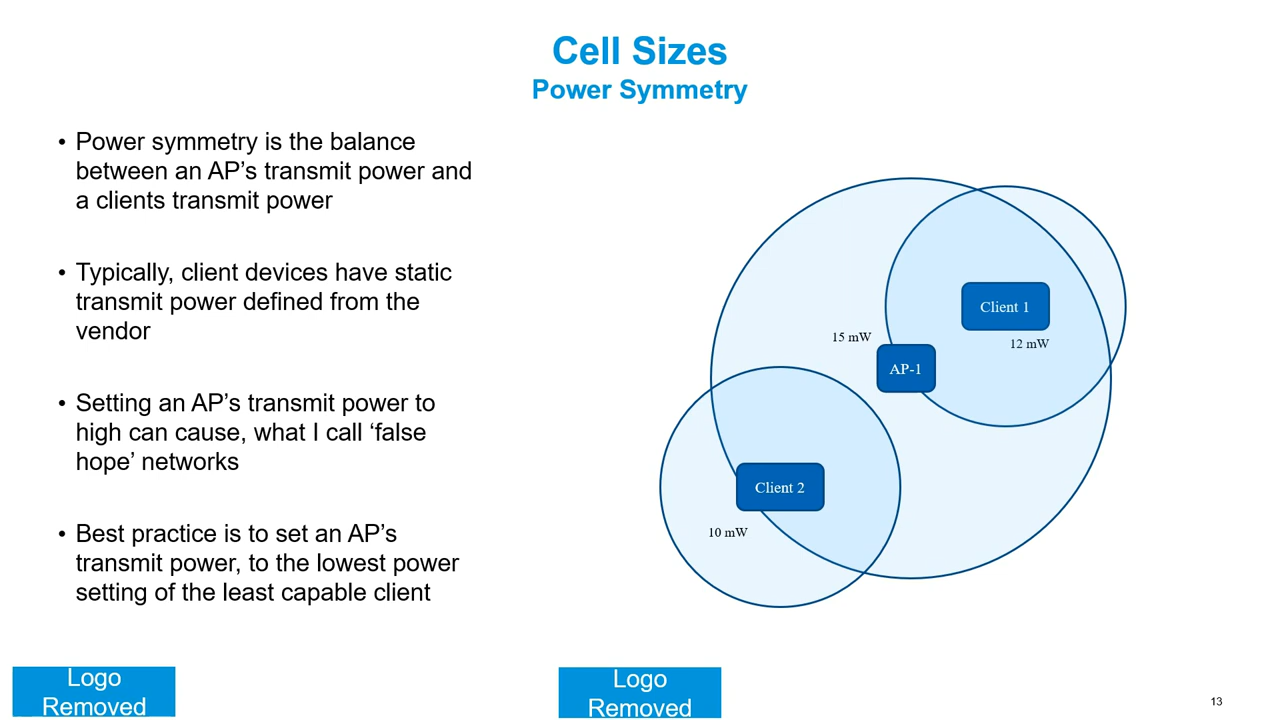 Cell Sizes
Power Symmetry
• Power symmetry is the balance
between an AP’s transmit power and
a clients transmit power
• Typically, client devices have static
transmit power defined from the
vendor
• Setting an AP’s transmit power to
high can cause, what I call ‘false
hope’ networks
• Best practice is to set an AP’s
transmit power, to the lowest power
setting of the least capable client
Client 1
15 mW
12 mW
AP-1
Client 2
10 mW
Logo
Removed
Logo
Removed
13